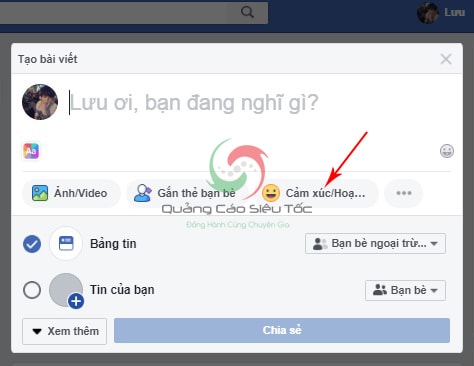 Lưu
Tạo bài viết
Lưu ơi, bạn đang nghĩ gì?
Aa
Ảnh/Video
Gắn thẻ bạn bè
Cảm xúc/Hoạ...
Quảng Cáo Siêu Tốc
Đồng Hành Cùng Chuyên Gia
Bảng tin
Bạn bè ngoại trừ...
Tin của bạn
Bạn bè
Xem thêm
Chia sẻ